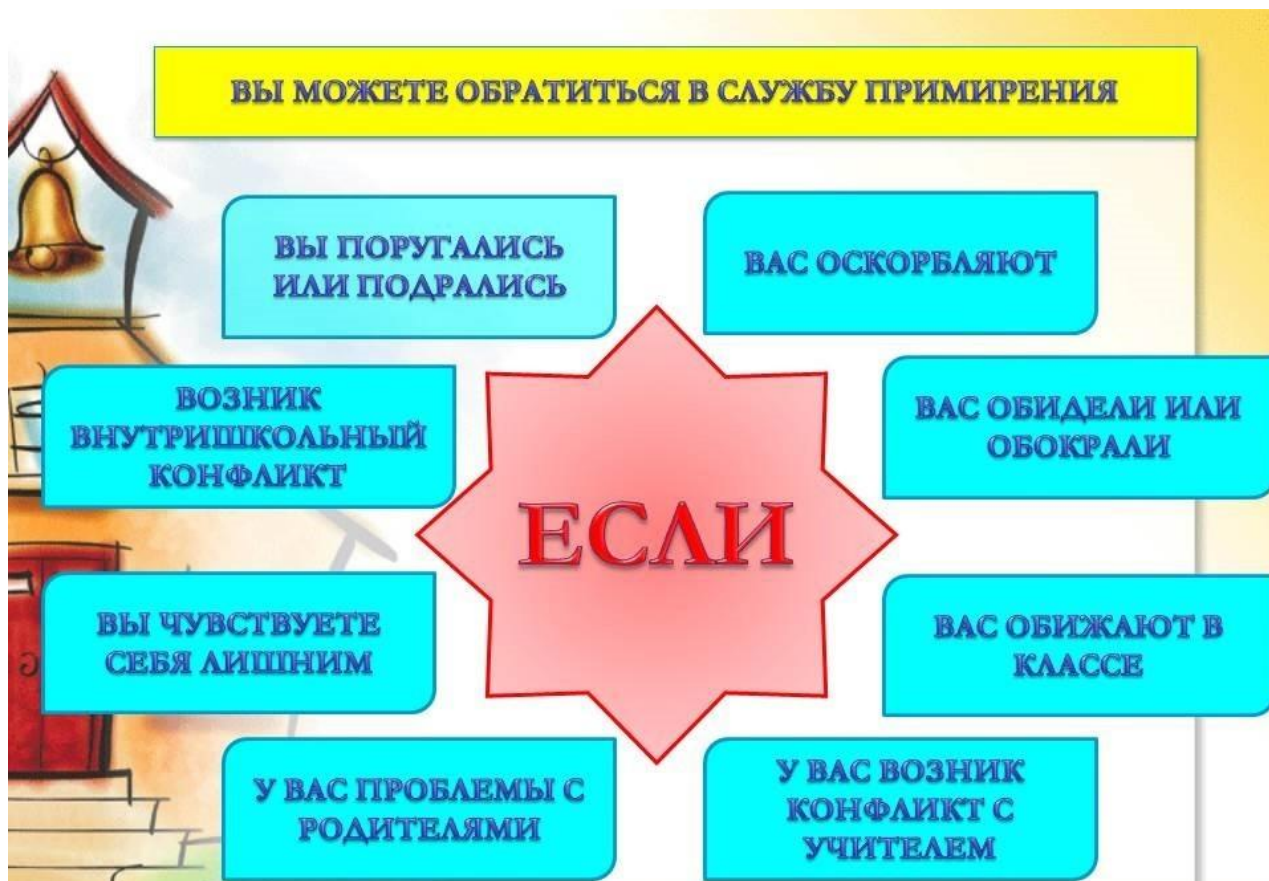 ВЫ МОЖЕТЕ ОБРАТИТЬСЯ В СЛУЖБУ ПРИМИРЕНИЯ
ВЫ ПОРУГАЛИСЬ
ИЛИ ПОДРАЛИСЬ
ВАС ОСКОРБЛЯЮТ
ВОЗНИК
ВНУТРИШКОЛЬНЫЙ
КОНФЛИКТ
ВАС ОБИДЕЛИ ИЛИ
ОБОКРАЛИ
ЕСЛИ
ВЫ ЧУВСТВУЕТЕ
СЕБЯ ЛИШНИМ
ВАС ОБИЖАЮТ В
КЛАССЕ
У ВАС ПРОБЛЕМЫ С
РОДИТЕЛЯМИ
У ВАС ВОЗНИК
КОНФЛИКТ С
УЧИТЕЛЕМ